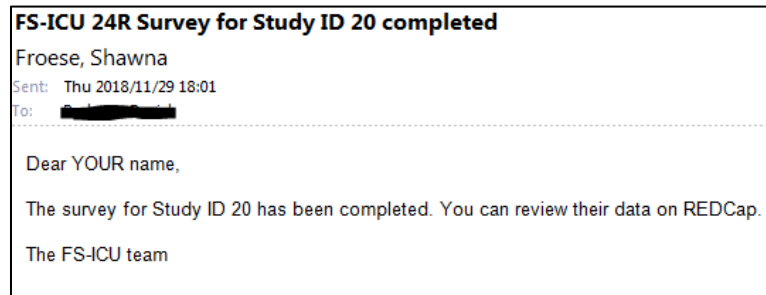 FS-ICU 24R Survey for Study ID 20 completed
Froese, Shawna
Sent: Thu 2018/11/29 18:01
To:
Dear YOUR name,
The survey for Study ID 20 has been completed. You can review their data on REDCap.
The FS-ICU team